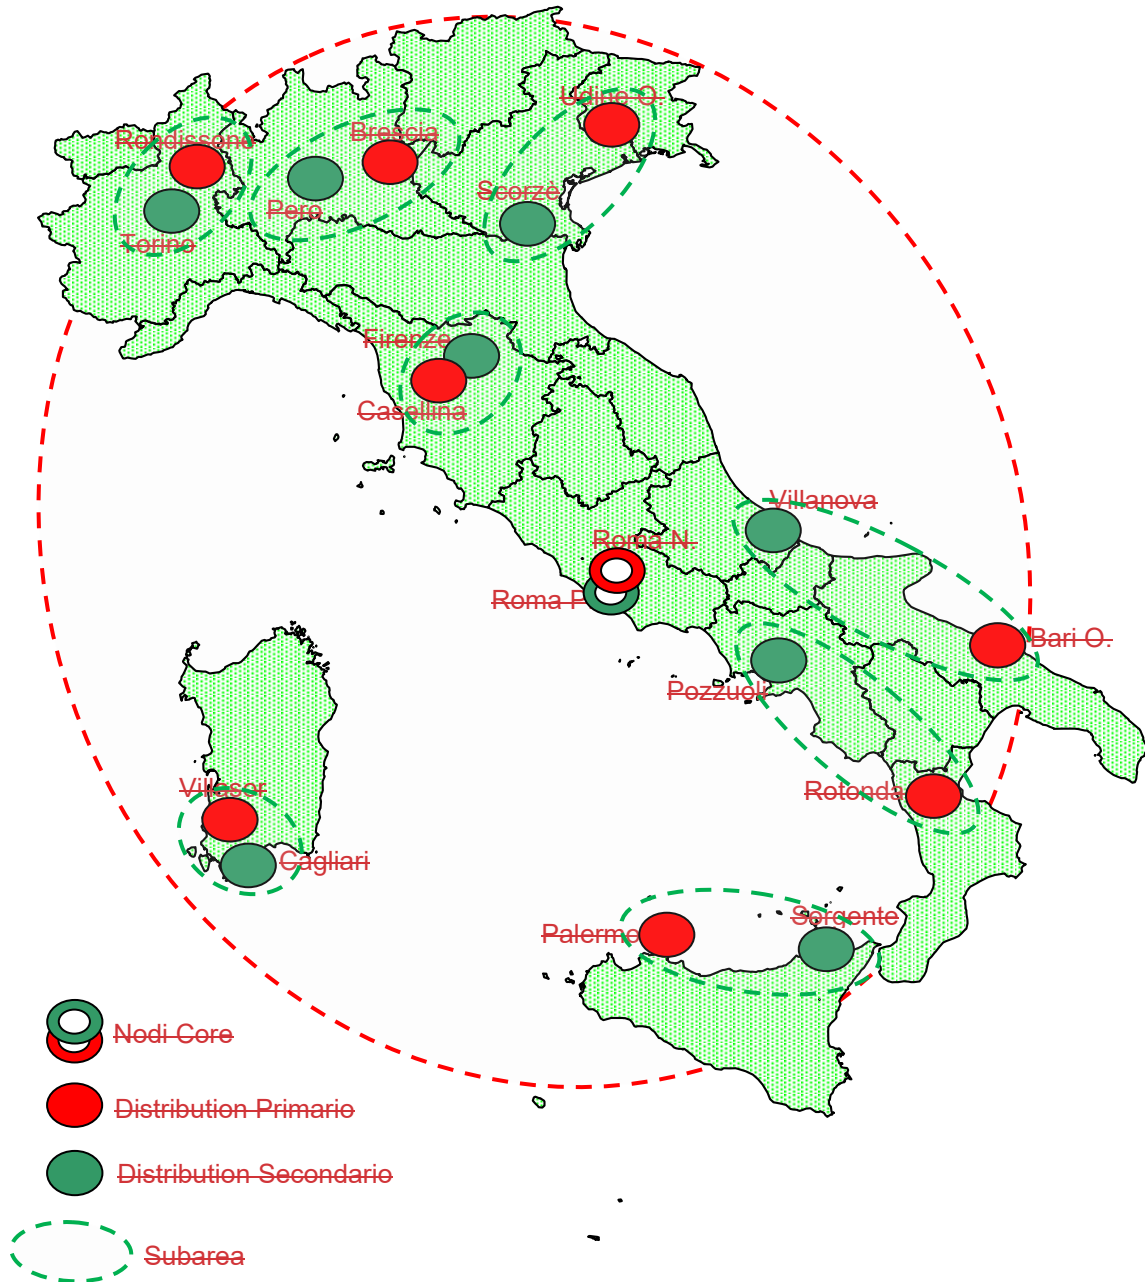 Udine O.
Rondissone
Brescia
Scorzè
Pero
Torino
Firenze
Casellina
Villanova
Roma N.
Roma P
Bari O.
Pozzuoli
Villasor
Rotonda
Cagliari
Palermo
Sorgente
Nodi Core
Distribution Primario
Distribution Secondario
Subarea